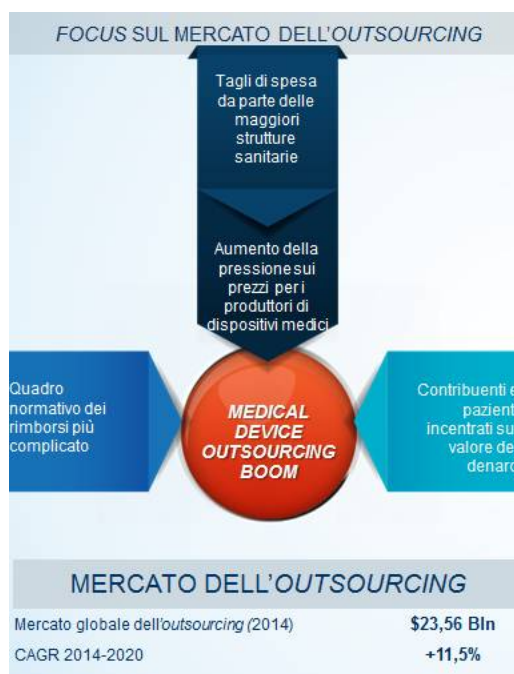 FOCUS SUL MERCATO DELL'OUTSOURCING
Tagli di spesa
da parte delle
maggiori
strutture
sanitarie
Aumento della
pressione sui
prezzi per i
produttori di
dispositivi medici
Quadro
normativo dei
rimborsi più
complicato
MEDICAL
DEVICE
OUTSOURCING
BOOM
Contribuenti e
pazient
incentrati su
valore de
denaro
MERCATO DELL'OUTSOURCING
Mercato globale dell'outsourcing (2014) $23,56 Bln
CAGR 2014-2020 +11,5%